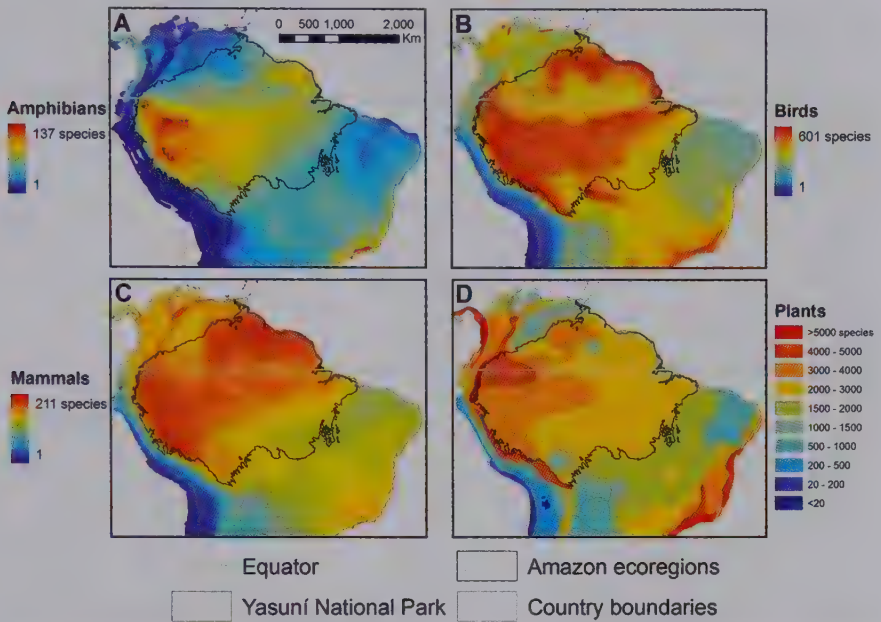 A
0 500 1,000 2,000
Km
B
Amphibians
137 species
1
Birds
601 species
1
C
D
Mammals
211 species
1
Plants
>5000 species
4000 - 5000
3000 - 4000
2000 - 3000
1500 - 2000
1000 - 1500
500 - 1000
200 - 500
20 - 200
<20
Equator
Amazon ecoregions
Yasuní National Park
Country boundaries